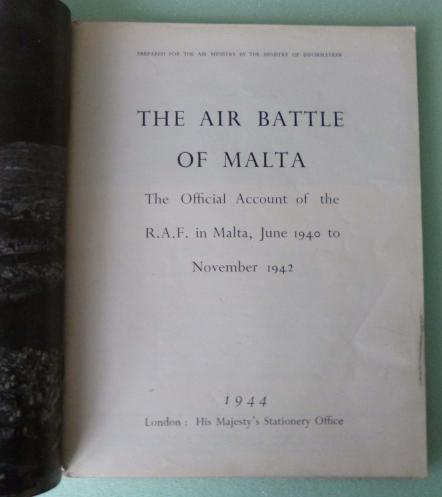 PREPARED FOR THE AIR MINISTRY BY THE MINISTRY OF INFORMATION
THE AIR BATTLE
OF MALTA
The Official Account of the
R.A.F. in Malta, June 1940 to
November 1942
1944
London : His Majesty's Stationery Office